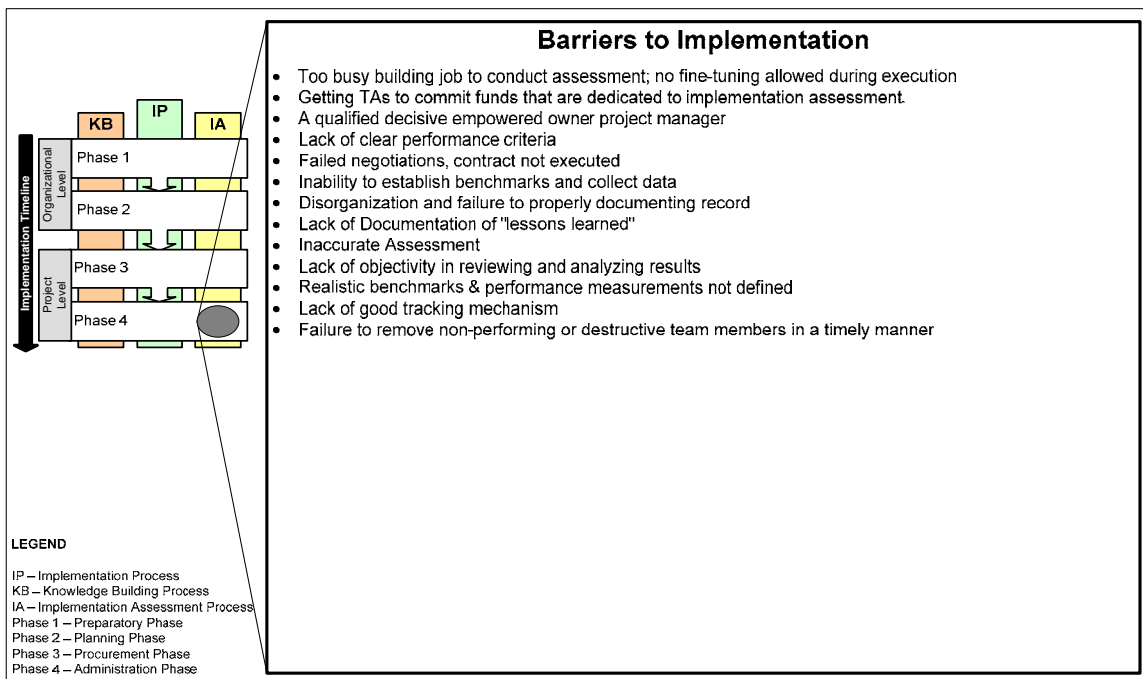 Barriers to Implementation
• Too busy building job to conduct assessment; no fine-tuning allowed during execution
• Getting TAs to commit funds that are dedicated to implementation assessment.
• A qualified decisive empowered owner project manager
• Lack of clear performance criteria
• Failed negotiations, contract not executed
• Inability to establish benchmarks and collect data
• Disorganization and failure to properly documenting record
• Lack of Documentation of "lessons learned"
• Inaccurate Assessment
• Lack of objectivity in reviewing and analyzing results
• Realistic benchmarks & performance measurements not defined
• Lack of good tracking mechanism
• Failure to remove non-performing or destructive team members in a timely manner
KB
IP
IA
Implementation Timeline
Organizational
Level
Phase 1
Phase 2
Project
Level
Phase 3
Phase 4
LEGEND
IP – Implementation Process
KB – Knowledge Building Process
IA – Implementation Assessment Process
Phase 1 – Preparatory Phase
Phase 2 – Planning Phase
Phase 3 – Procurement Phase
Phase 4 – Administration Phase